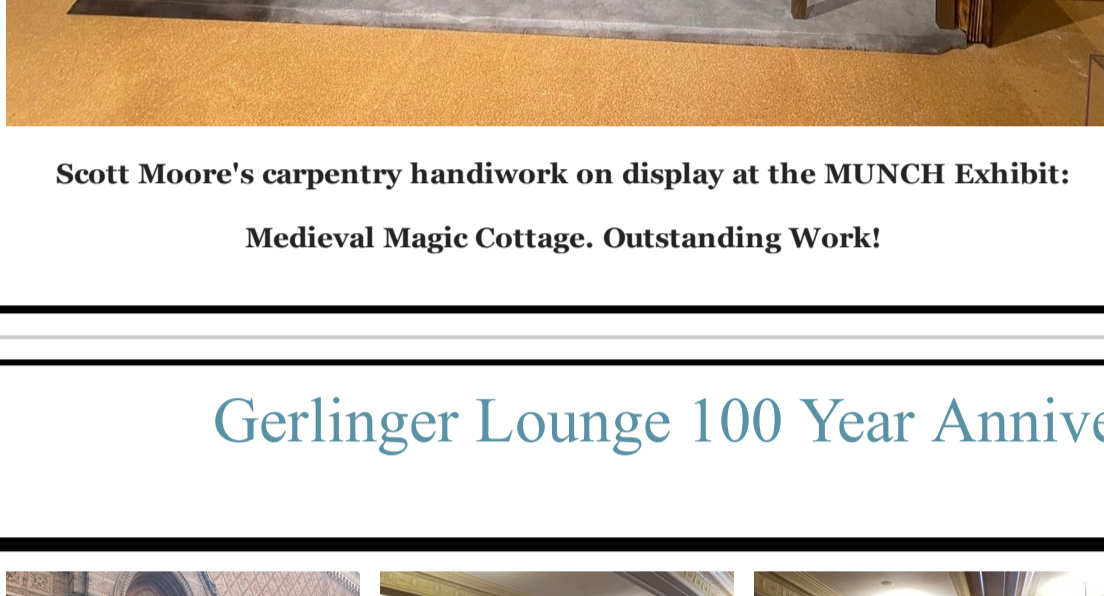 Scott Moore's carpentry handiwork on display at the MUNCH Exhibit:
Medieval Magic Cottage. Outstanding Work!
Gerlinger Lounge 100 Year Annive